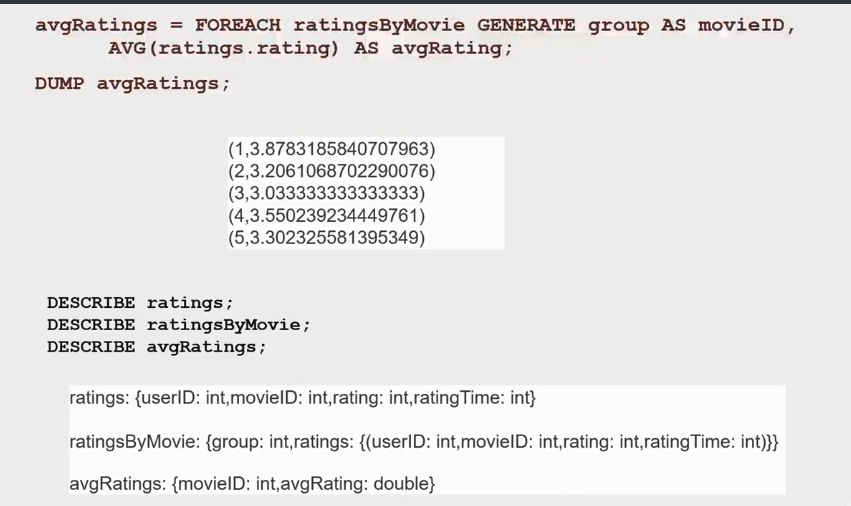 avgRatings = FOREACH ratingsByMovie GENERATE group AS movieID,
AVG(ratings.rating) AS avgRating;
DUMP avgRatings;
(1,3.8783185840707963)
(2,3.2061068702290076)
(3,3.033333333333333)
(4,3.550239234449761)
(5,3.302325581395349)
DESCRIBE ratings;
DESCRIBE ratingsByMovie;
DESCRIBE avgRatings;
ratings: {userID: int,movieID: int,rating: int,ratingTime: int}
ratingsByMovie: {group: int,ratings: {(userID: int,movieID: int,rating: int,ratingTime: int)}}
avgRatings: {movieID: int,avgRating: double}